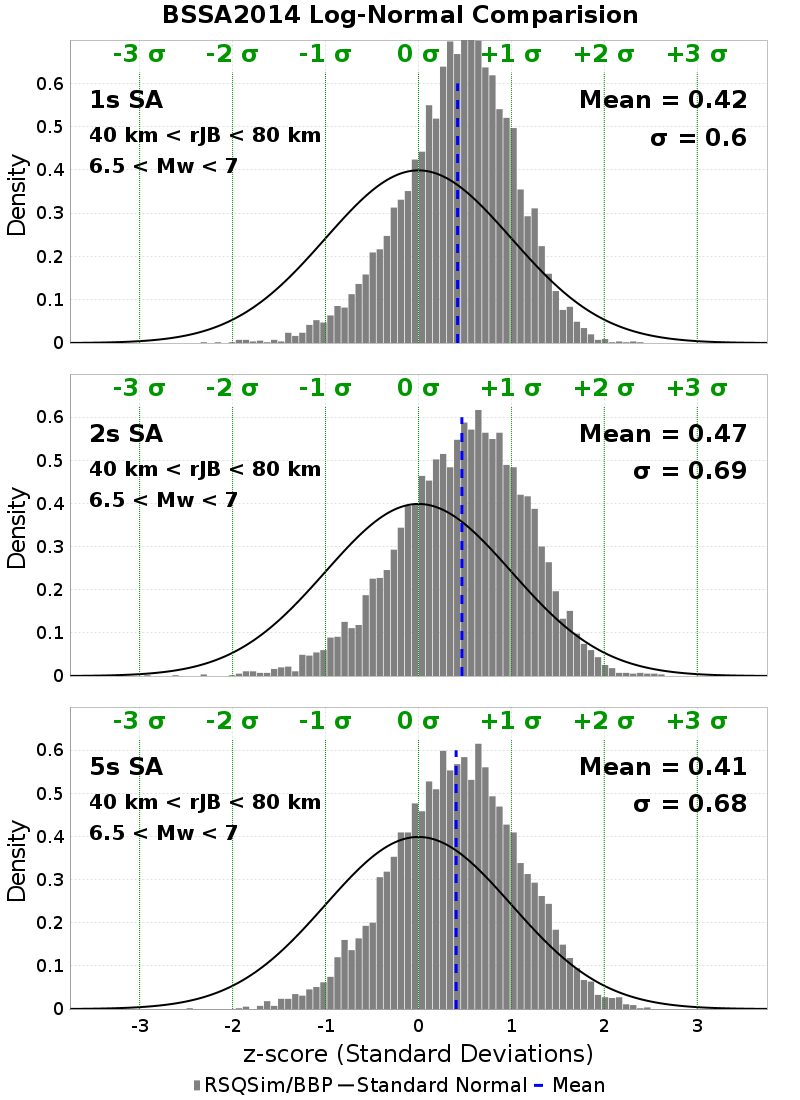 BSSA2014 Log-Normal Comparision
-3 σ -2 σ -1 σ 0 σ +1 σ +2 σ +3 σ
1s SA
40 km < rJB < 80 km
6.5 < Mw < 7
Mean = 0.42
σ = 0.6
Density
0.6
0.5
0.4
0.3
0.2
0.1
0
-3 σ -2 σ -1 σ 0 σ +1 σ +2 σ +3 σ
2s SA
40 km < rJB < 80 km
6.5 < Mw < 7
Mean = 0.47
σ = 0.69
Density
0.6
0.5
0.4
0.3
0.2
0.1
0
-3 σ -2 σ -1 σ 0 σ +1 σ +2 σ +3 σ
5s SA
40 km < rJB < 80 km
6.5 < Mw < 7
Mean = 0.41
σ = 0.68
Density
0.6
0.5
0.4
0.3
0.2
0.1
0
-3 -2 -1 0 1 2 3
z-score (Standard Deviations)
RSQSim/BBP Standard Normal Mean